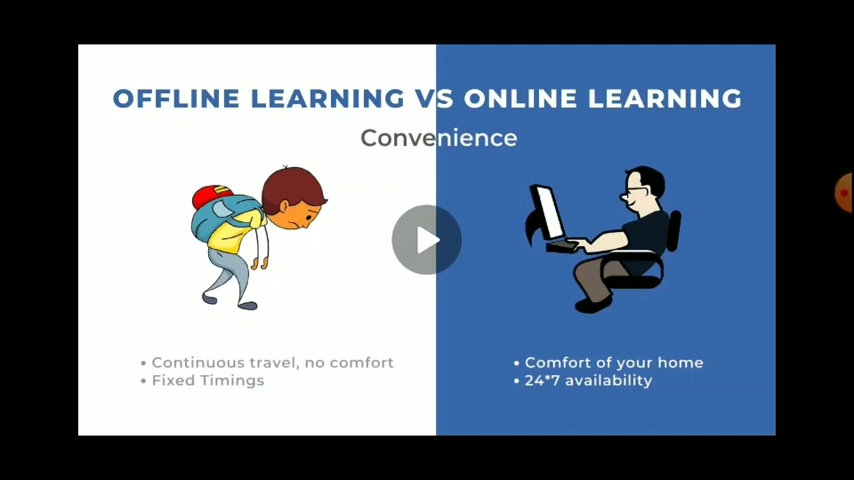 OFFLINE LEARNING VS ONLINE LEARNING
Convenience
• Continuous travel, no comfort
• Fixed Timings
• Comfort of your home
• 24*7 availability